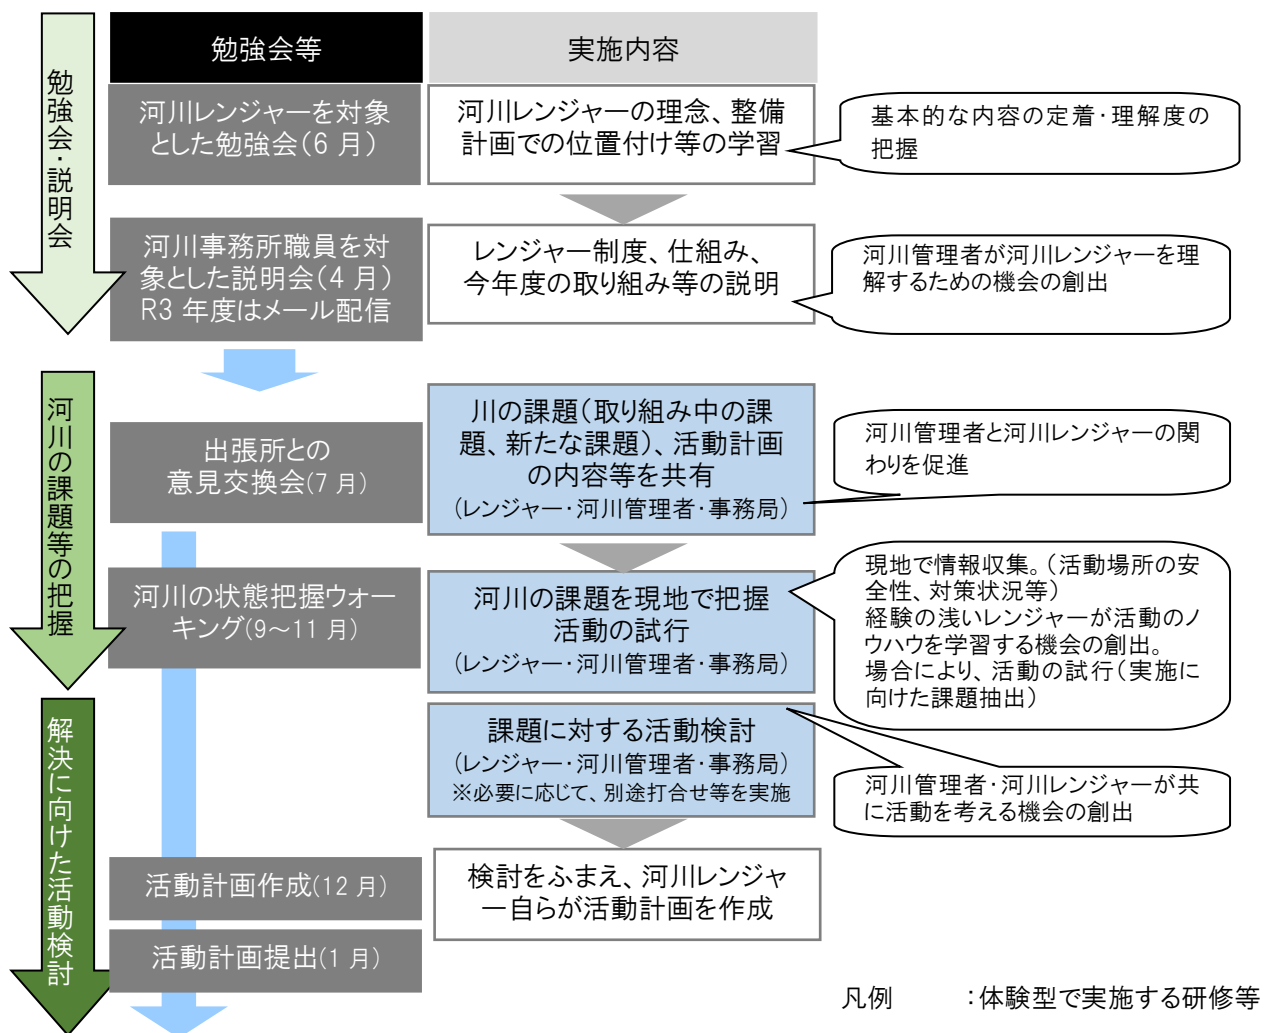 勉強会等
実施内容
勉強会・説明会
河川レンジャーを対象
とした勉強会(6 月)
河川レンジャーの理念、整備
計画での位置付け等の学習
基本的な内容の定着・理解度の
把握
河川事務所職員を対
象とした説明会(4 月)
R3 年度はメール配信
レンジャー制度、仕組み、
今年度の取り組み等の説明
河川管理者が河川レンジャーを理
解するための機会の創出
河川の課題等の把握
出張所との
意見交換会(7 月)
川の課題(取り組み中の課
題、新たな課題)、活動計画
の内容等を共有
(レンジャー・河川管理者・事務局)
河川管理者と河川レンジャーの関
わりを促進
河川の状態把握ウォー
キング(9~11 月)
河川の課題を現地で把握
活動の試行
(レンジャー・河川管理者・事務局)
現地で情報収集。(活動場所の安
全性、対策状況等)
経験の浅いレンジャーが活動のノ
ウハウを学習する機会の創出。
場合により、活動の試行(実施に
向けた課題抽出)
解決に向けた活動検討
課題に対する活動検討
(レンジャー・河川管理者・事務局)
※必要に応じて、別途打合せ等を実施
河川管理者・河川レンジャーが共
に活動を考える機会の創出
活動計画作成(12 月)
検討をふまえ、河川レンジャ
ー自らが活動計画を作成
活動計画提出(1 月)
凡例 :体験型で実施する研修等